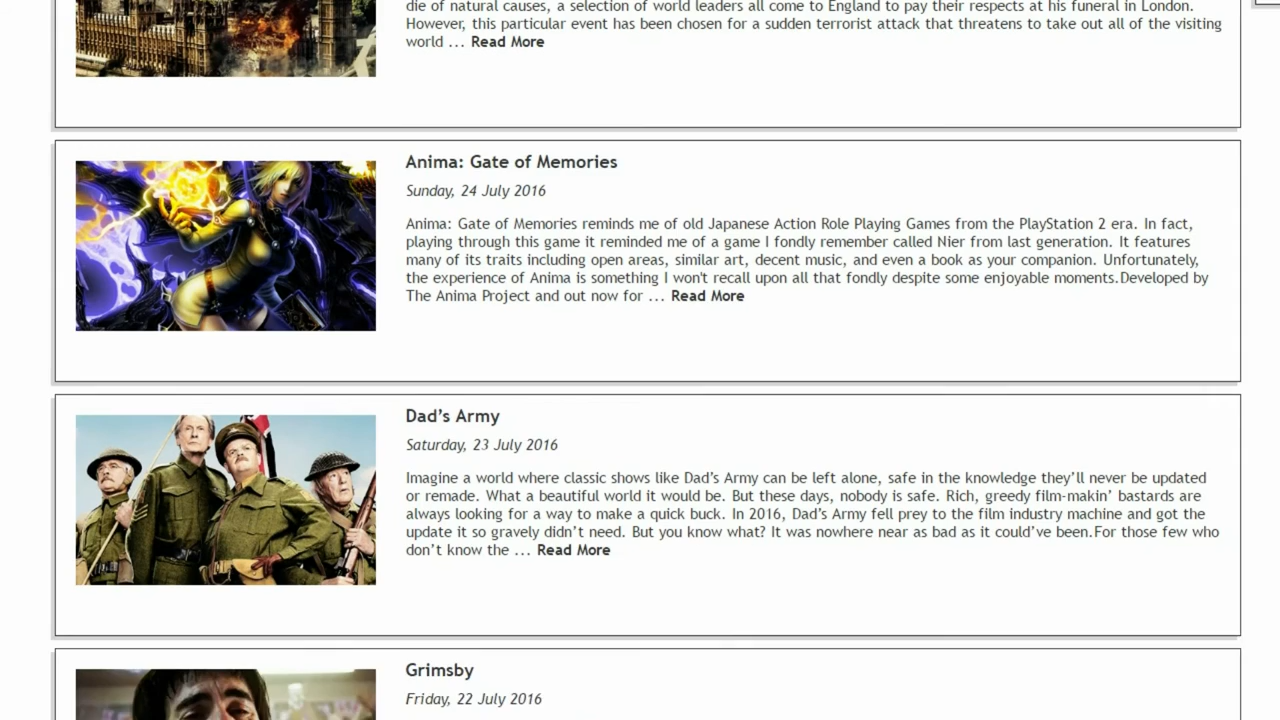 die of natural causes, a selection of world leaders all come to England to pay their respects at his funeral in London.
However, this particular event has been chosen for a sudden terrorist attack that threatens to take out all of the visiting
world ... Read More
Anima: Gate of Memories
Sunday, 24 July 2016
Anima: Gate of Memories reminds me of old Japanese Action Role Playing Games from the PlayStation 2 era. In fact,
playing through this game it reminded me of a game I fondly remember called Nier from last generation. It features
many of its traits including open areas, similar art, decent music, and even a book as your companion. Unfortunately,
the experience of Anima is something I won't recall upon all that fondly despite some enjoyable moments.Developed by
The Anima Project and out now for ... Read More
Dad’s Army
Saturday, 23 July 2016
Imagine a world where classic shows like Dad’s Army can be left alone, safe in the knowledge they’ll never be updated
or remade. What a beautiful world it would be. But these days, nobody is safe. Rich, greedy film-makin’ bastards are
always looking for a way to make a quick buck. In 2016, Dad’s Army fell prey to the film industry machine and got the
update it so gravely didn’t need. But you know what? It was nowhere near as bad as it could’ve been.For those few who
don’t know the ... Read More
Grimsby
Friday, 22 July 2016